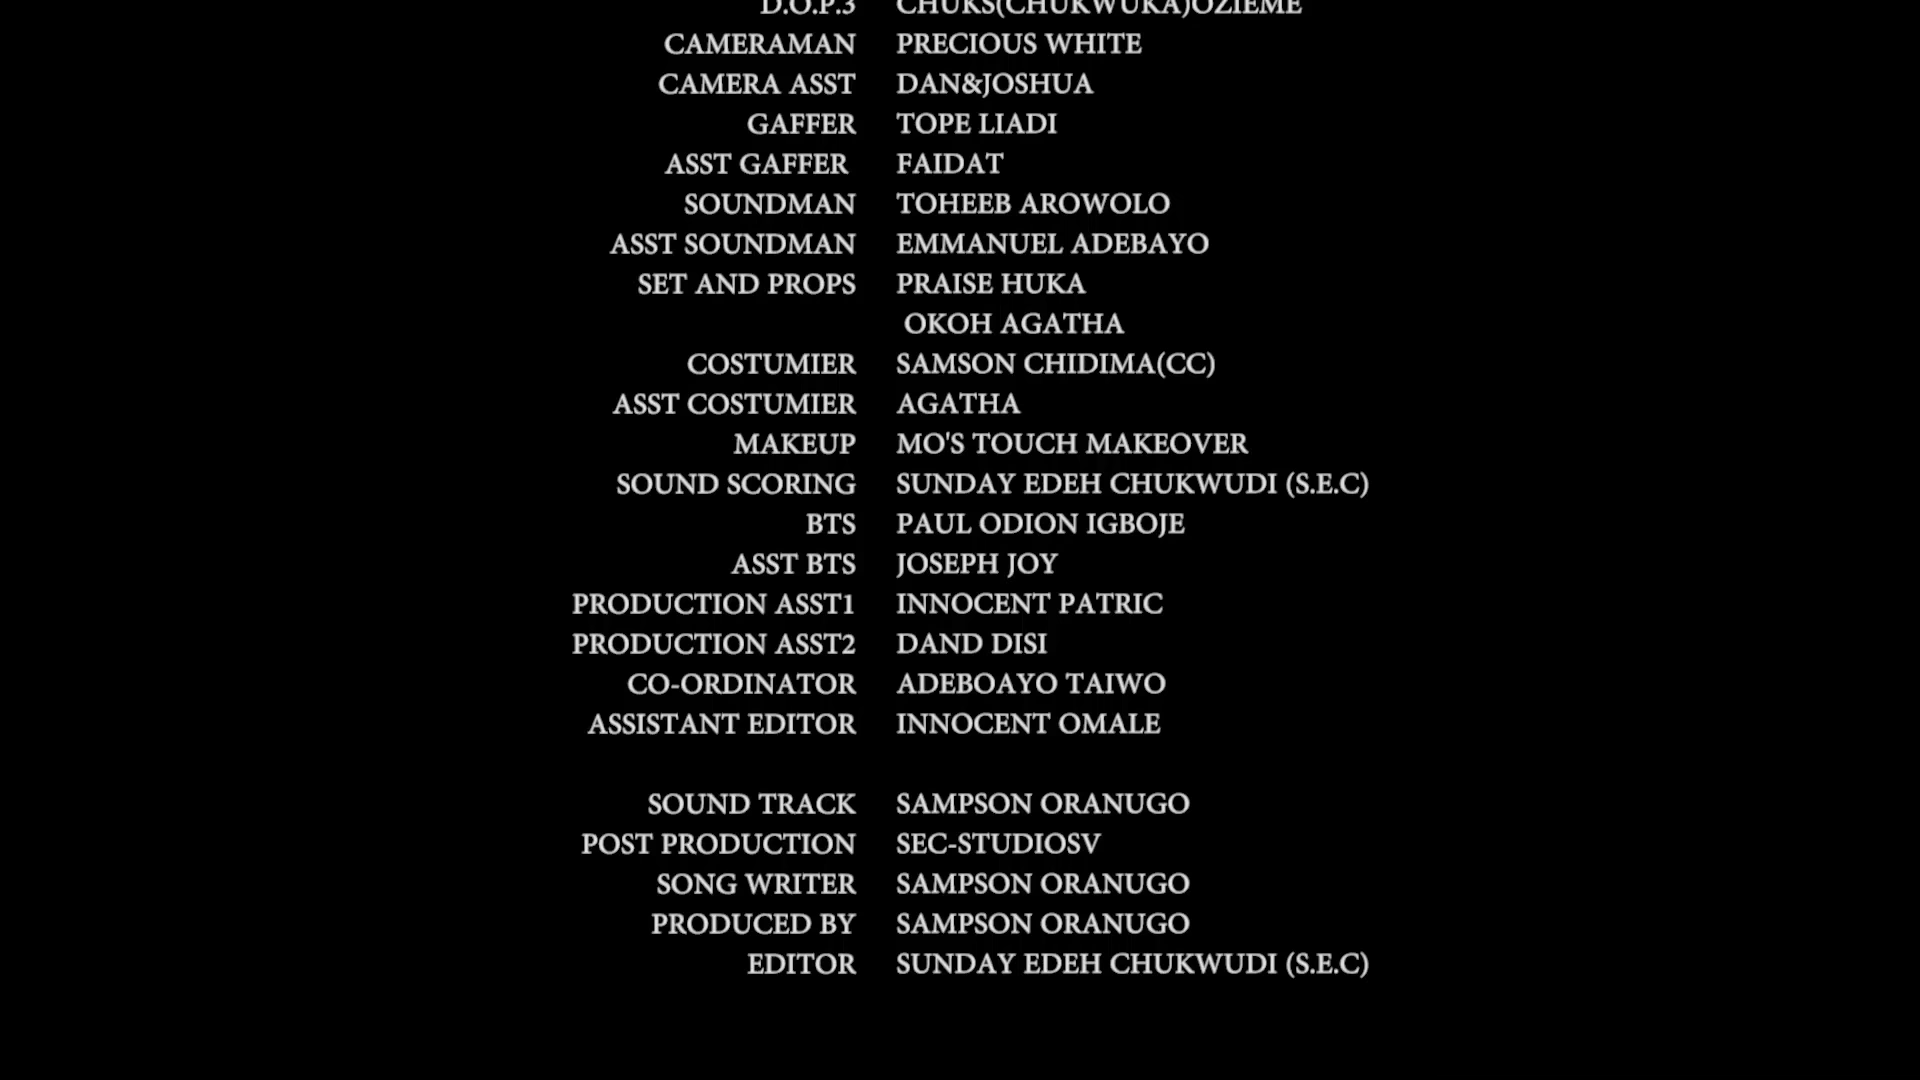 D.O.P.3 CHUKS(CHUKWUKA)OZIEME
CAMERAMAN PRECIOUS WHITE
CAMERA ASST DAN&JOSHUA
GAFFER TOPE LIADI
ASST GAFFER FAIDAT
SOUNDMAN TOHEEB AROWOLO
ASST SOUNDMAN EMMANUEL ADEBAYO
SET AND PROPS PRAISE HUKA
OKOH AGATHA
COSTUMIER SAMSON CHIDIMA(CC)
ASST COSTUMIER AGATHA
MAKEUP MO'S TOUCH MAKEOVER
SOUND SCORING SUNDAY EDEH CHUKWUDI (S.E.C)
BTS PAUL ODION IGBOJE
ASST BTS JOSEPH JOY
PRODUCTION ASST1 INNOCENT PATRIC
PRODUCTION ASST2 DAND DISI
CO-ORDINATOR ADEBOAYO TAIWO
ASSISTANT EDITOR INNOCENT OMALE
SOUND TRACK SAMPSON ORANUGO
POST PRODUCTION SEC-STUDIOSV
SONG WRITER SAMPSON ORANUGO
PRODUCED BY SAMPSON ORANUGO
EDITOR SUNDAY EDEH CHUKWUDI (S.E.C)